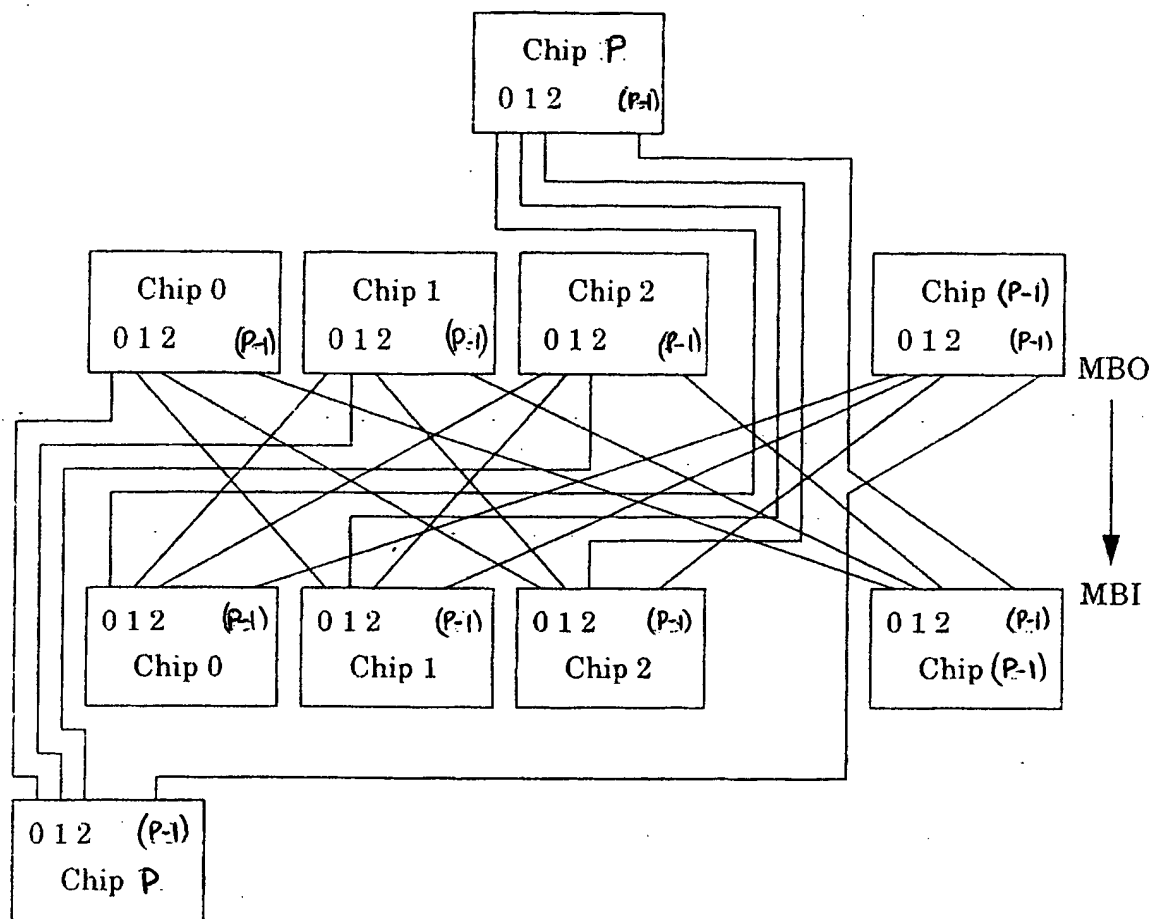 Chip P
0 1 2 (P-1)
Chip 0
0 1 2 (P-1)
Chip 1
0 1 2 (P-1)
Chip 2
0 1 2 (P-1)
Chip (P-1)
0 1 2 (P-1)
MBO
MBI
0 1 2 (P-1)
Chip 0
0 1 2 (P-1)
Chip 1
0 1 2 (P-1)
Chip 2
0 1 2 (P-1)
Chip (P-1)
0 1 2 (P-1)
Chip P